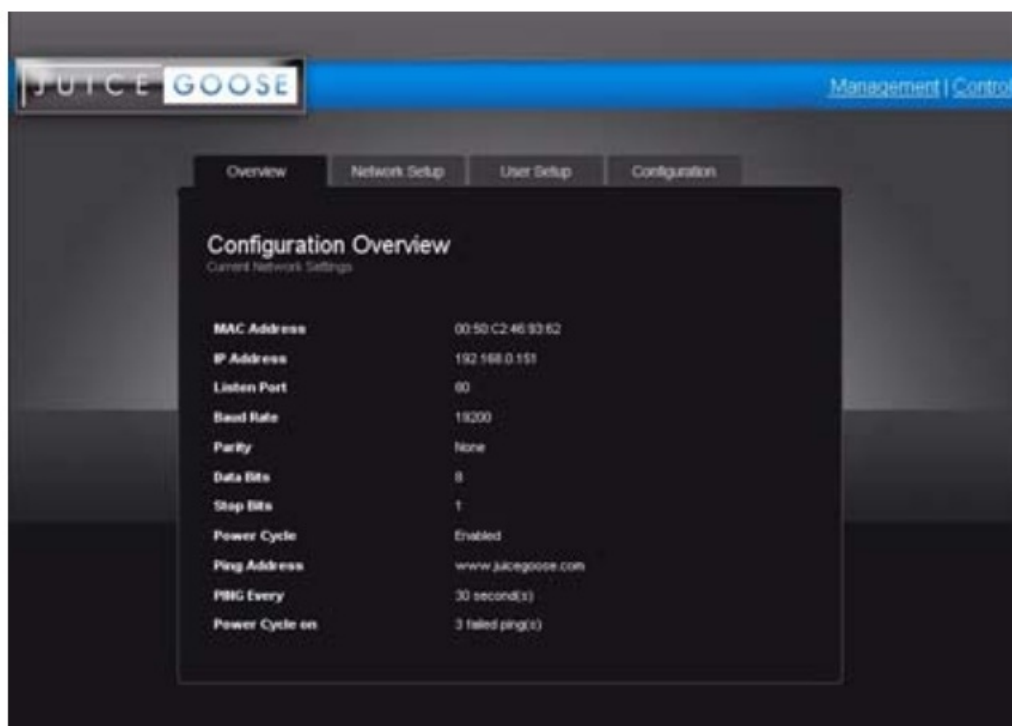 JUICE GOOSE
Management | Control
Overview Network Setup User Setup Configuration
Configuration Overview
Current Network Settings
MAC Address 00:50:C2:46:93:62
IP Address 192.168.0.151
Listen Port 80
Baud Rate 19200
Parity None
Data Bits 8
Stop Bits 1
Power Cycle Enabled
Ping Address www.juicegoose.com
PING Every 30 second(s)
Power Cycle on 3 failed ping(s)